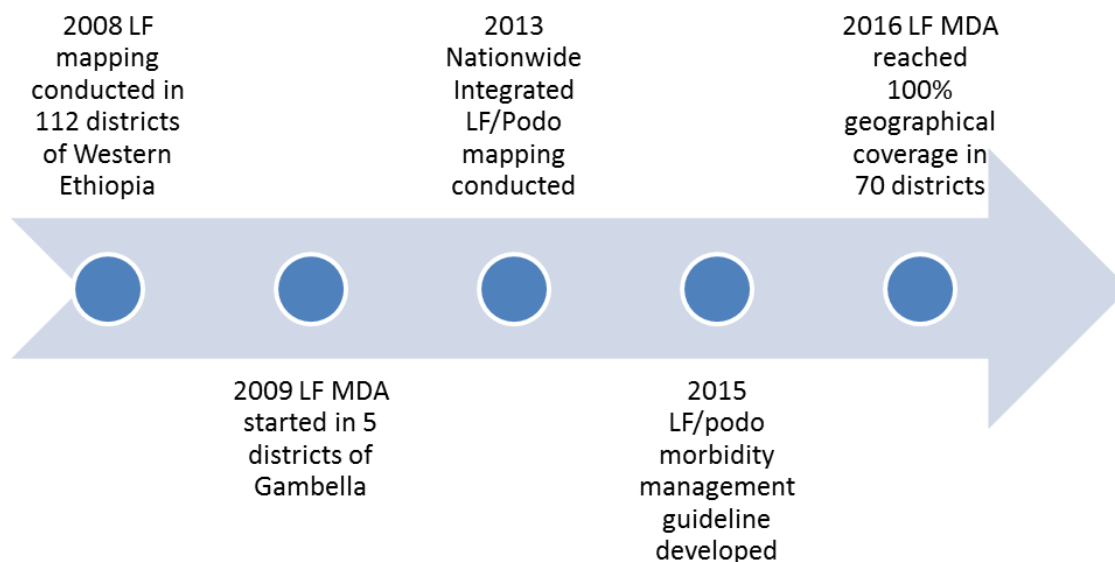 2008 LF
mapping
conducted in
112 districts
of Western
Ethiopia
2009 LF MDA
started in 5
districts of
Gambella
2013
Nationwide
Integrated
LF/Podo
mapping
conducted
2015
LF/podo
morbidity
management
guideline
developed
2016 LF MDA
reached
100%
geographical
coverage in
70 districts